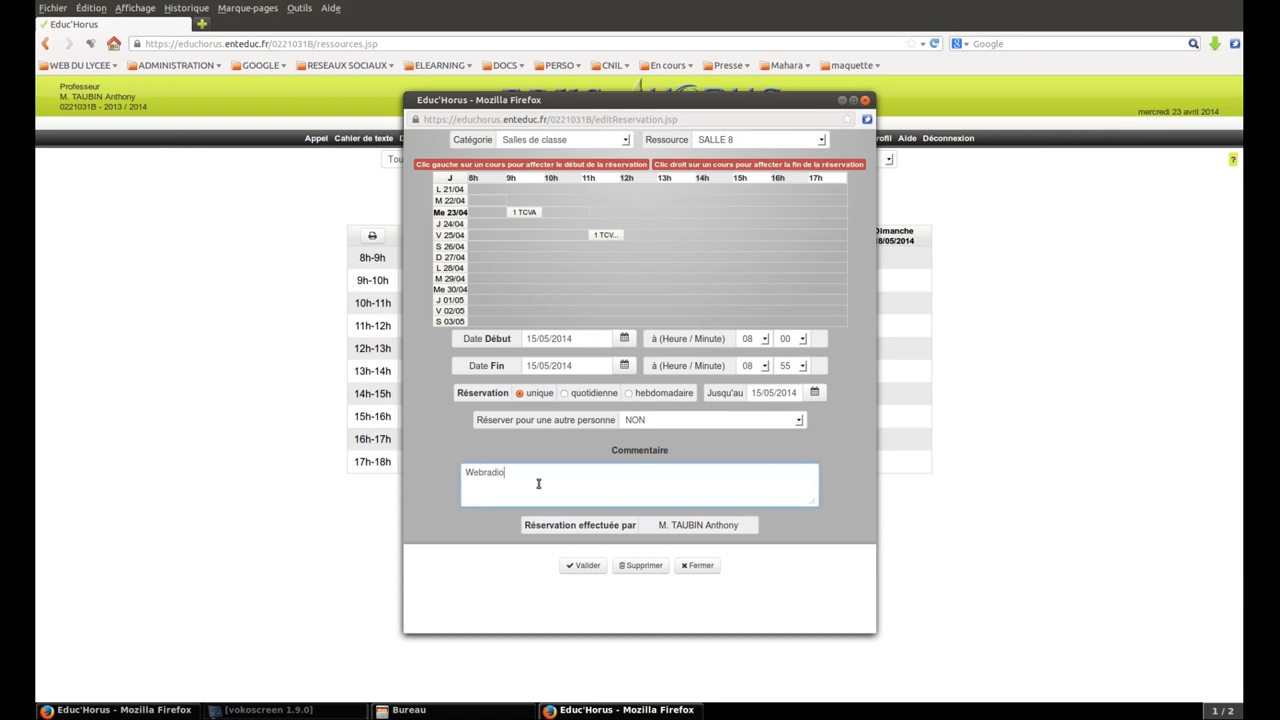 Fichier Édition Affichage Historique Marque-pages Outils Aide
Educ'Horus
https://educhorus.enteduc.fr/0221031B/ressources.jsp
Google
WEB DU LYCEE ADMINISTRATION GOOGLE RESEAUX SOCIAUX ELEARNING DOCS PERSO CNIL En cours Presse Mahara maquette
Professeur
M. TAUBIN Anthony
0221031B - 2013 / 2014
mercredi 23 avril 2014
Appel Cahier de texte
Aide Déconnexion
?
Educ'Horus - Mozilla Firefox
https://educhorus.enteduc.fr/0221031B/editReservation.jsp
Catégorie Salles de classe Ressource SALLE 8
Clic gauche sur un cours pour affecter le début de la réservation Clic droit sur un cours pour affecter la fin de la réservation
J 8h 9h 10h 11h 12h 13h 14h 15h 16h 17h
L 21/04
M 22/04
Me 23/04 1 TCVA
J 24/04
V 25/04 1 TCV...
S 26/04
D 27/04
L 28/04
M 29/04
Me 30/04
J 01/05
V 02/05
S 03/05
Date Début 15/05/2014 à (Heure / Minute) 08 00
Date Fin 15/05/2014 à (Heure / Minute) 08 55
Réservation unique quotidienne hebdomadaire Jusqu'au 15/05/2014
Réserver pour une autre personne NON
Commentaire
Webradio
Réservation effectuée par M. TAUBIN Anthony
Valider Supprimer Fermer
8h-9h
9h-10h
10h-11h
11h-12h
12h-13h
13h-14h
14h-15h
15h-16h
16h-17h
17h-18h
Educ'Horus - Mozilla Firefox [vokoscreen 1.9.0] Bureau Educ'Horus - Mozilla Firefox 1 / 2